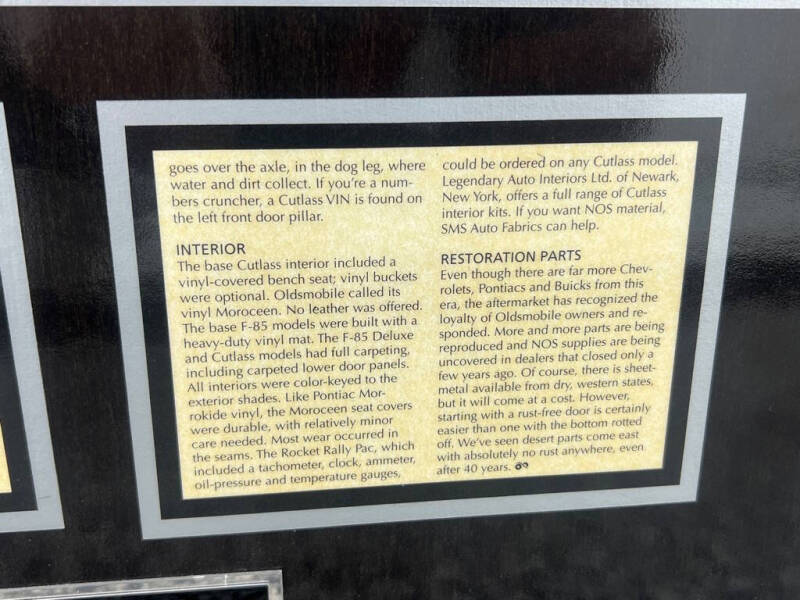 goes over the axle, in the dog leg, where
water and dirt collect. If you're a num-
bers cruncher, a Cutlass VIN is found on
the left front door pillar.
INTERIOR
The base Cutlass interior included a
vinyl-covered bench seat; vinyl buckets
were optional. Oldsmobile called its
vinyl Moroceen. No leather was offered.
The base F-85 models were built with a
heavy-duty vinyl mat. The F-85 Deluxe
and Cutlass models had full carpeting,
including carpeted lower door panels.
All interiors were color-keyed to the
exterior shades. Like Pontiac Mor-
rokide vinyl, the Moroceen seat covers
were durable, with relatively minor
care needed. Most wear occurred in
the seams. The Rocket Rally Pac, which
included a tachometer, clock, ammeter,
oil-pressure and temperature gauges,
could be ordered on any Cutlass model.
Legendary Auto Interiors Ltd. of Newark,
New York, offers a full range of Cutlass
interior kits. If you want NOS material,
SMS Auto Fabrics can help.
RESTORATION PARTS
Even though there are far more Chev-
rolets, Pontiacs and Buicks from this
era, the aftermarket has recognized the
loyalty of Oldsmobile owners and re-
sponded. More and more parts are being
reproduced and NOS supplies are being
uncovered in dealers that closed only a
few years ago. Of course, there is sheet-
metal available from dry, western states,
but it will come at a cost. However,
starting with a rust-free door is certainly
easier than one with the bottom rotted
off. We've seen desert parts come east
with absolutely no rust anywhere, even
after 40 years.